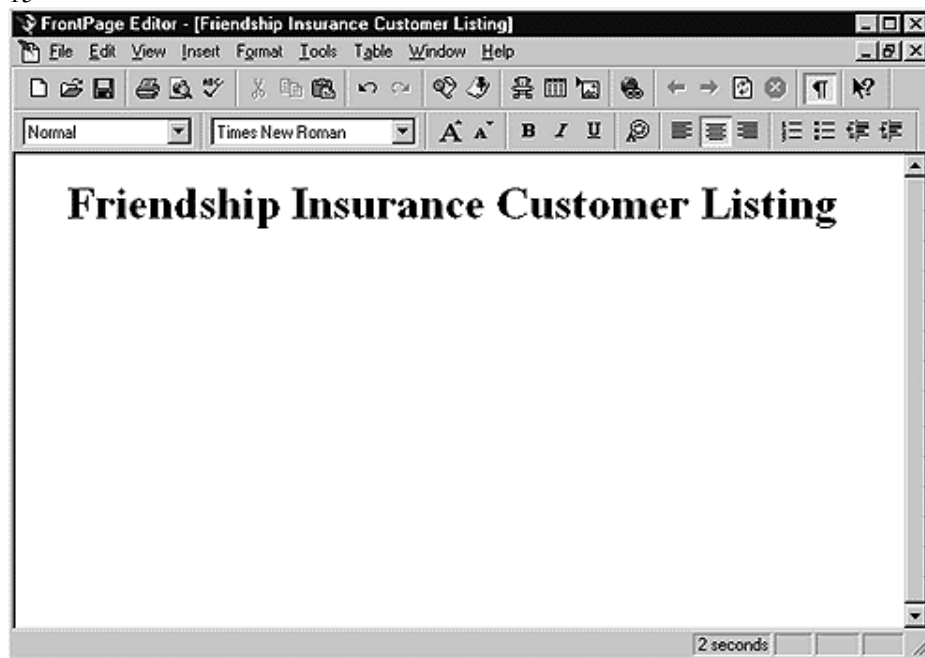 FrontPage Editor - [Friendship Insurance Customer Listing]
File Edit View Insert Format Tools Table Window Help
Normal Times New Roman A A B I U
Friendship Insurance Customer Listing
2 seconds